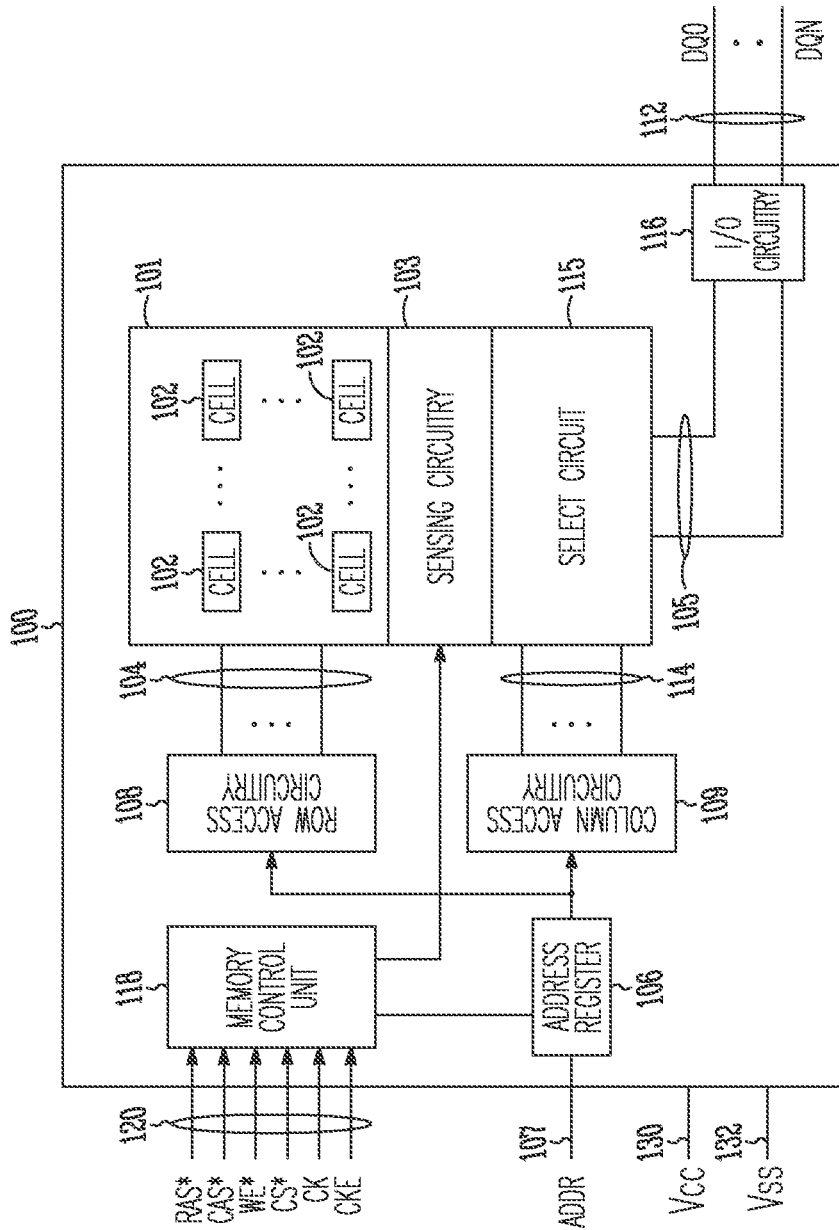 100
101
102
CELL
102
CELL
102
CELL
102
CELL
103
SENSING CIRCUITRY
115
SELECT CIRCUIT
104
108
ROW ACCESS
CIRCUITRY
114
COLUMN ACCESS
CIRCUITRY
109
105
116
I/O
CIRCUITRY
112
DQ0
DQN
118
MEMORY
CONTROL
UNIT
ADDRESS
REGISTER
106
120
RAS*
CAS*
WE*
CS*
CK
CKE
107
ADDR
130
VCC
132
VSS